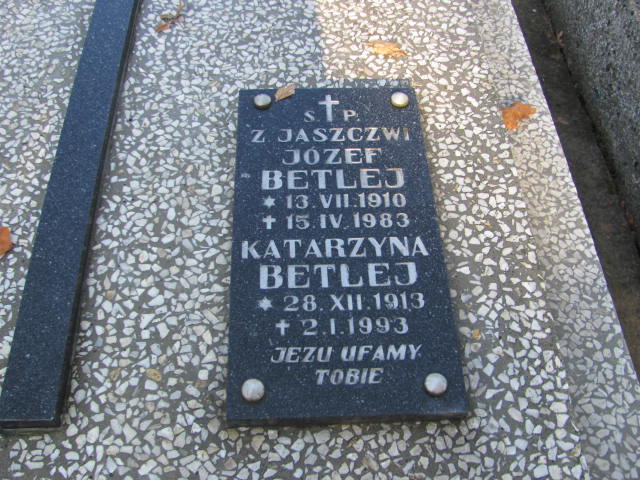 Ś † P.
Z JASZCZWI
JÓZEF
BETLEJ
* 13.VII.1910
† 15.IV.1983
KATARZYNA
BETLEJ
* 28.XII.1913
† 2.I.1993
JEZU UFAMY
TOBIE